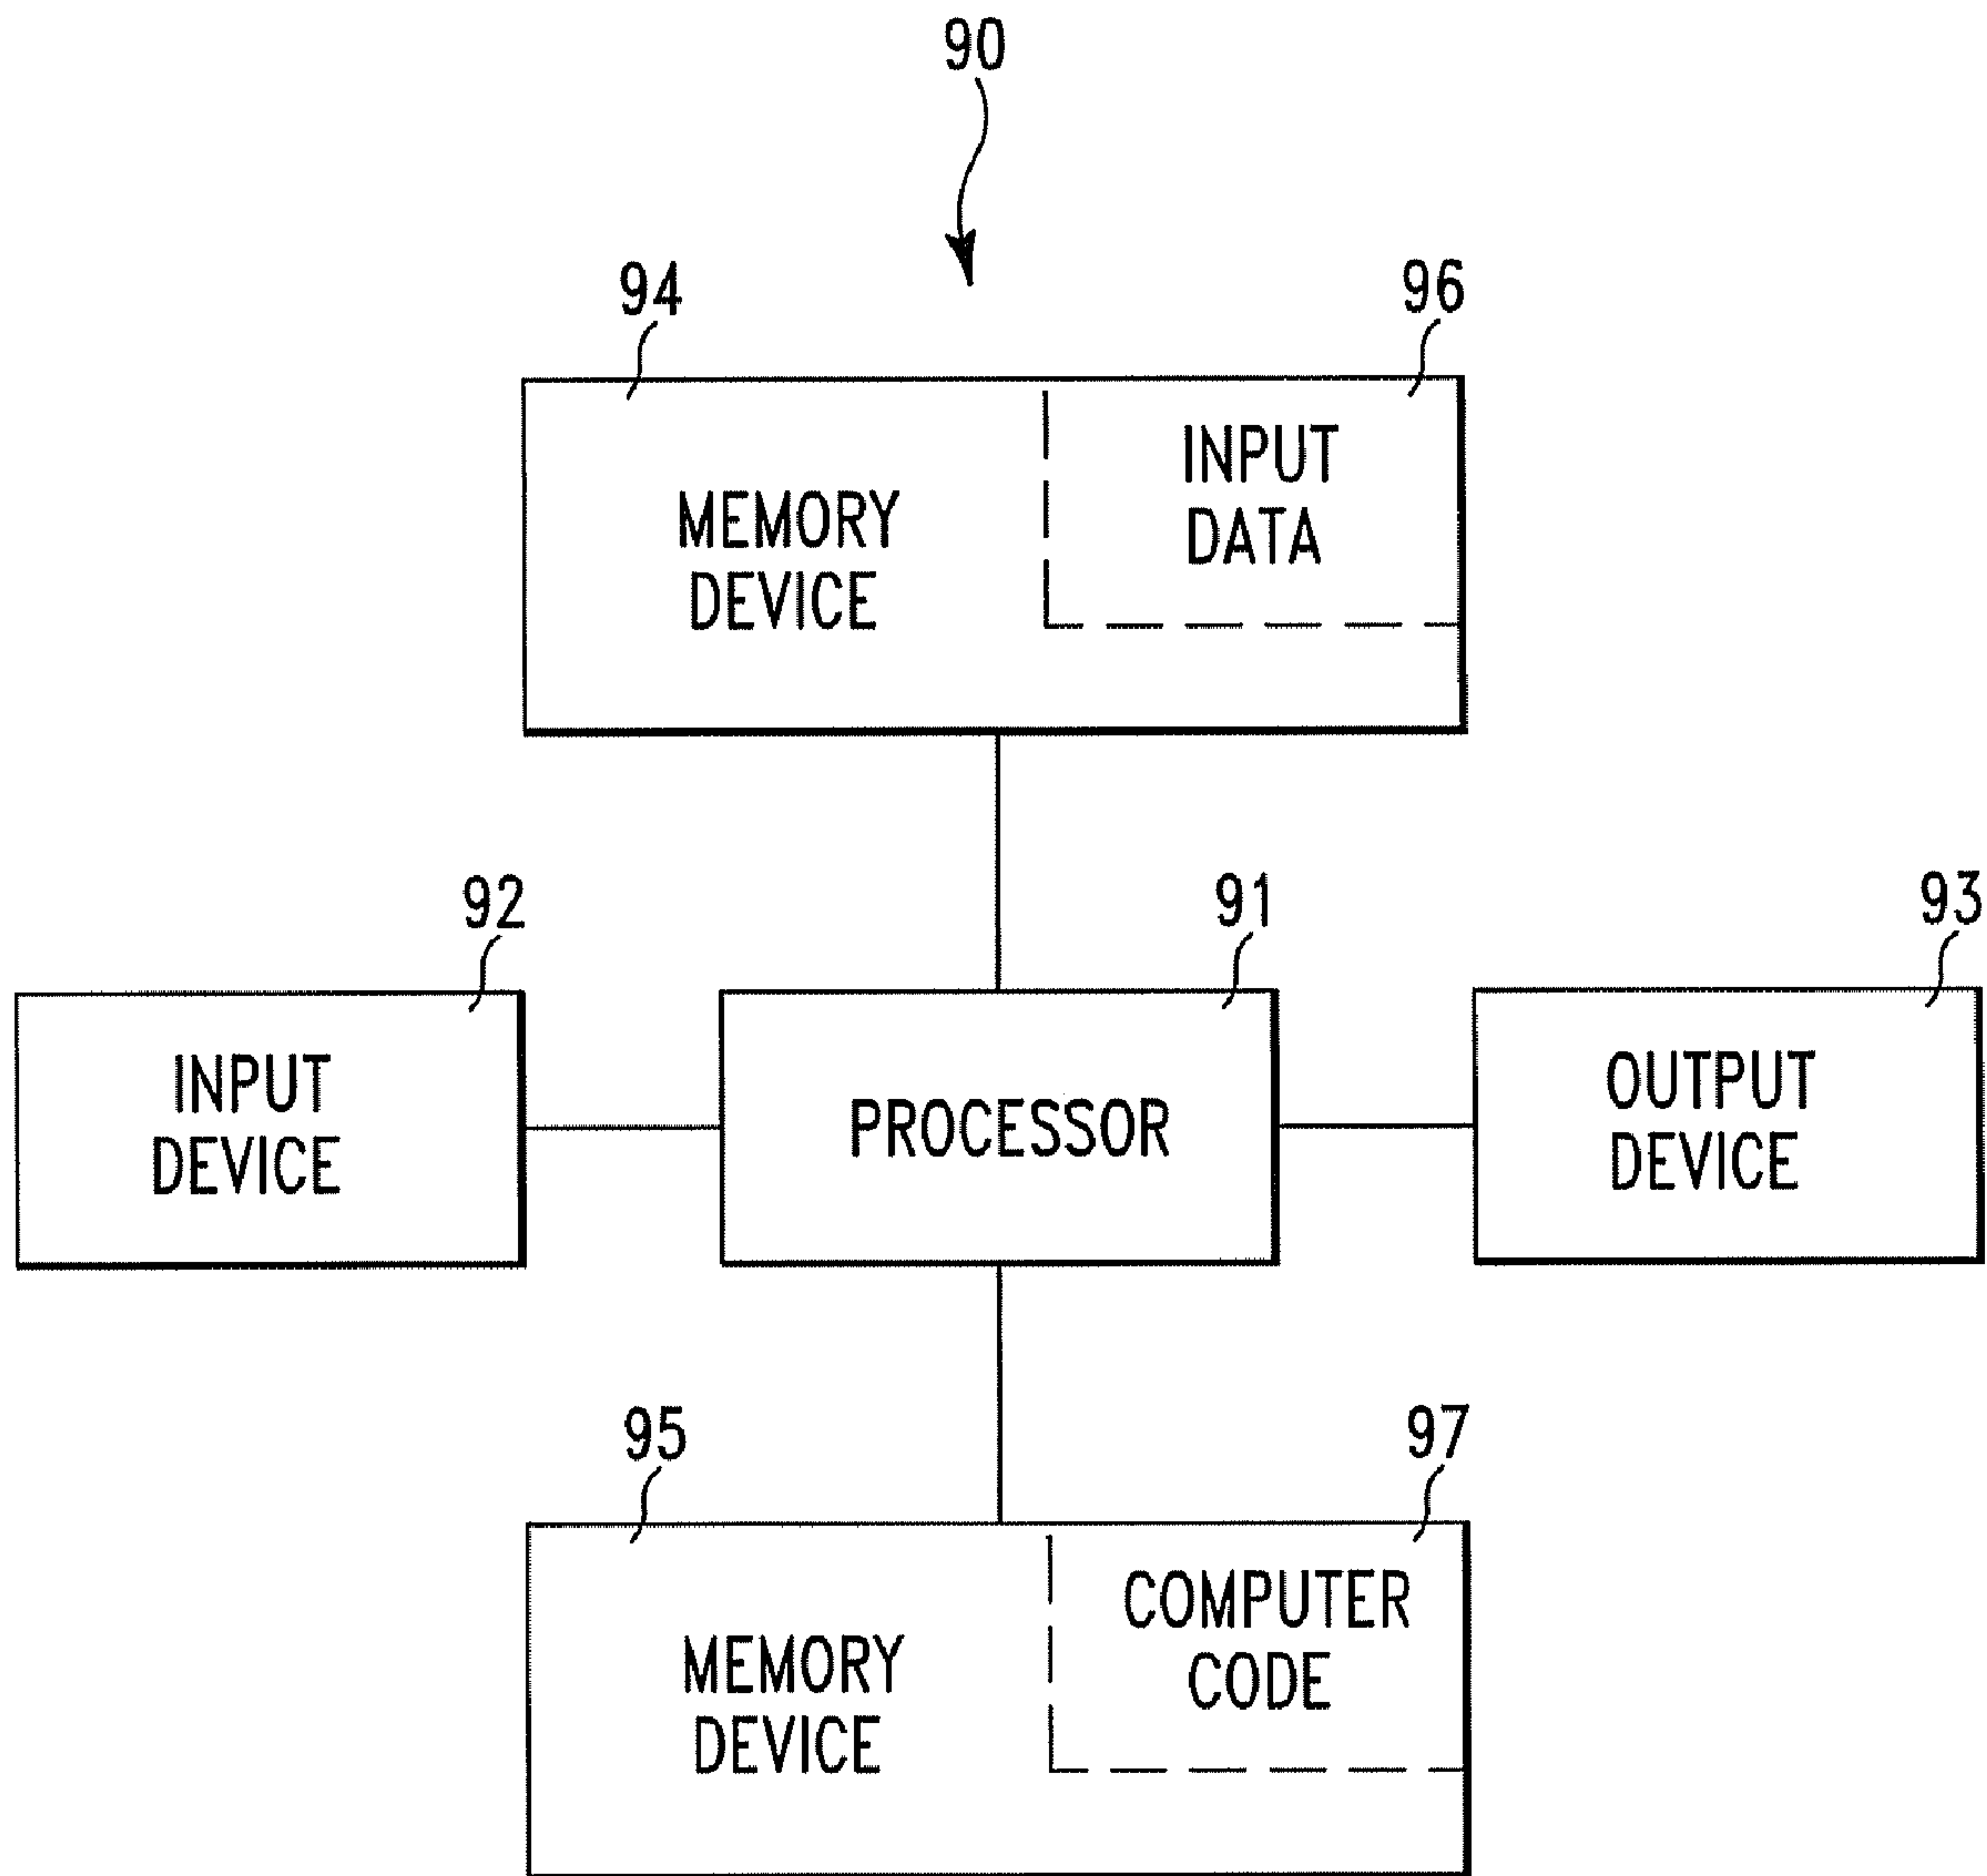 90
94
96
MEMORY
DEVICE
INPUT
DATA
92
91
93
INPUT
DEVICE
PROCESSOR
OUTPUT
DEVICE
95
97
MEMORY
DEVICE
COMPUTER
CODE